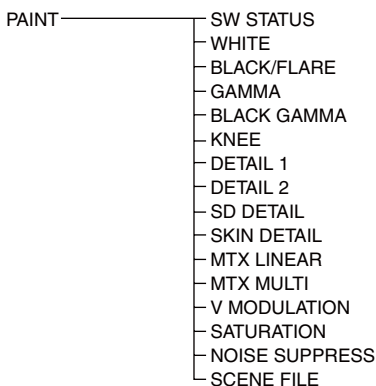 PAINT
SW STATUS
WHITE
BLACK/FLARE
GAMMA
BLACK GAMMA
KNEE
DETAIL 1
DETAIL 2
SD DETAIL
SKIN DETAIL
MTX LINEAR
MTX MULTI
V MODULATION
SATURATION
NOISE SUPPRESS
SCENE FILE